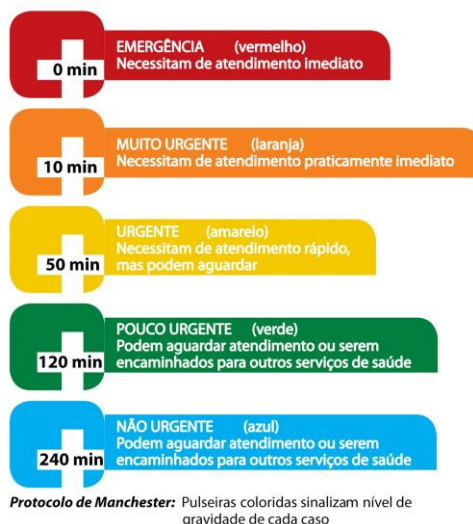 EMERGÊNCIA (vermelho)
Necessitam de atendimento imediato
0 min
MUITO URGENTE (laranja)
Necessitam de atendimento praticamente imediato
10 min
URGENTE (amarelo)
Necessitam de atendimento rápido,
mas podem aguardar
50 min
POUCO URGENTE (verde)
Podem aguardar atendimento ou serem
encaminhados para outros serviços de saúde
120 min
NÃO URGENTE (azul)
Podem aguardar atendimento ou serem
encaminhados para outros serviços de saúde
240 min
Protocolo de Manchester: Pulseiras coloridas sinalizam nível de
gravidade de cada caso